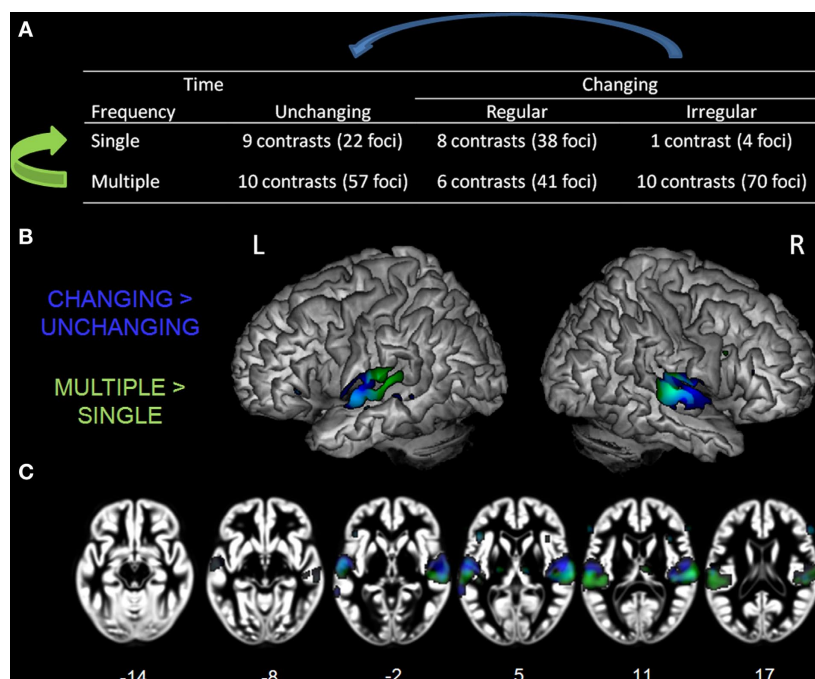 A
Time Changing
Frequency Unchanging Regular Irregular
Single 9 contrasts (22 foci) 8 contrasts (38 foci) 1 contrast (4 foci)
Multiple 10 contrasts (57 foci) 6 contrasts (41 foci) 10 contrasts (70 foci)
B
L R
CHANGING >
UNCHANGING
MULTIPLE >
SINGLE
C
-14 -8 -2 5 11 17